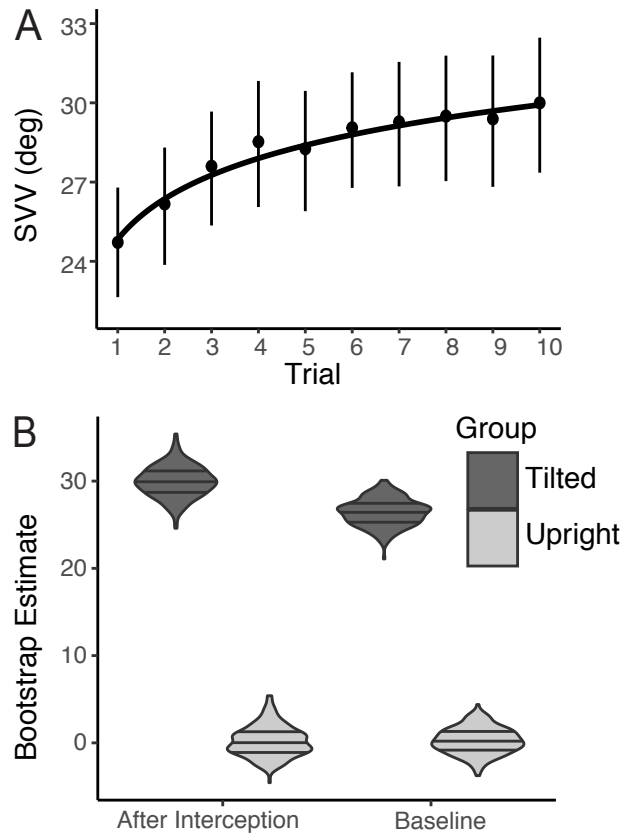 A
33
30
27
24
SVV (deg)
1 2 3 4 5 6 7 8 9 10
Trial
B
Group
Tilted
Upright
30
20
10
0
Bootstrap Estimate
After Interception Baseline